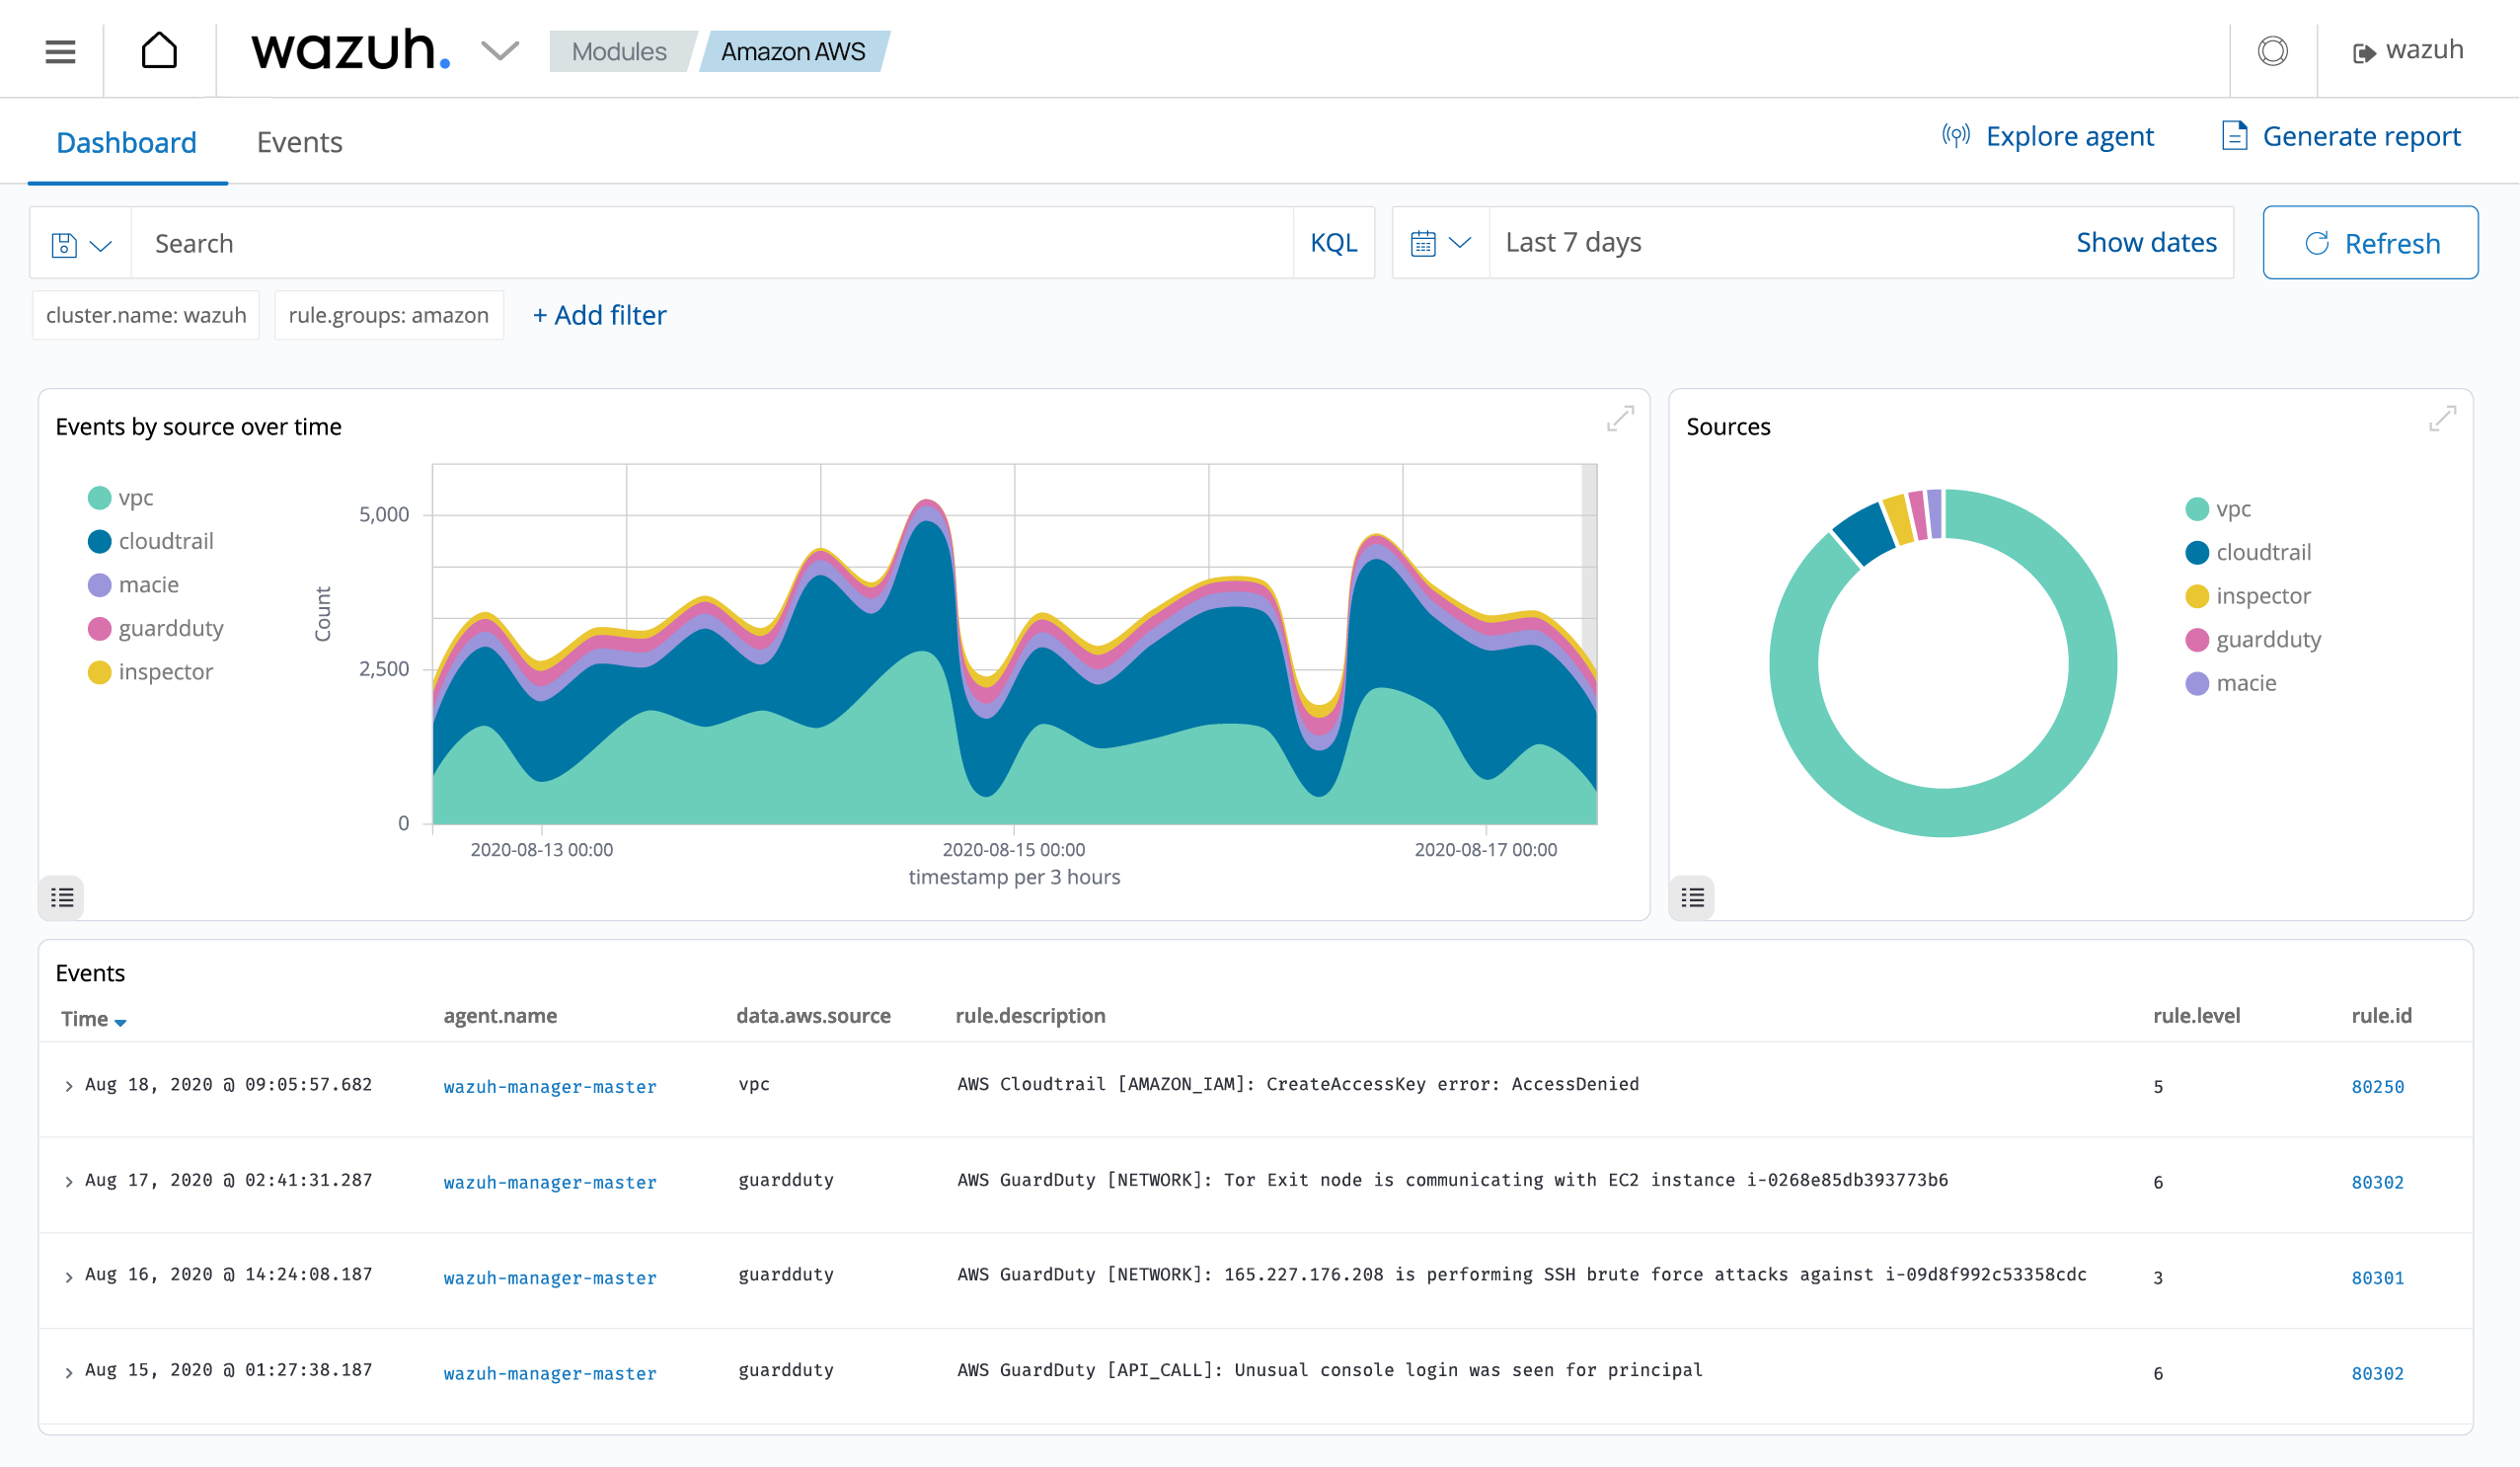 wazuh. Modules Amazon AWS wazuh
Dashboard Events Explore agent Generate report
Search KQL Last 7 days Show dates Refresh
cluster.name: wazuh rule.groups: amazon + Add filter
Events by source over time
vpc
cloudtrail
macie
guardduty
inspector
Count
5,000
2,500
0
2020-08-13 00:00 2020-08-15 00:00 2020-08-17 00:00
timestamp per 3 hours
Sources
vpc
cloudtrail
inspector
guardduty
macie
Events
Time agent.name data.aws.source rule.description rule.level rule.id
Aug 18, 2020 @ 09:05:57.682 wazuh-manager-master vpc AWS Cloudtrail [AMAZON_IAM]: CreateAccessKey error: AccessDenied 5 80250
Aug 17, 2020 @ 02:41:31.287 wazuh-manager-master guardduty AWS GuardDuty [NETWORK]: Tor Exit node is communicating with EC2 instance i-0268e85db393773b6 6 80302
Aug 16, 2020 @ 14:24:08.187 wazuh-manager-master guardduty AWS GuardDuty [NETWORK]: 165.227.176.208 is performing SSH brute force attacks against i-09d8f992c53358cdc 3 80301
Aug 15, 2020 @ 01:27:38.187 wazuh-manager-master guardduty AWS GuardDuty [API_CALL]: Unusual console login was seen for principal 6 80302